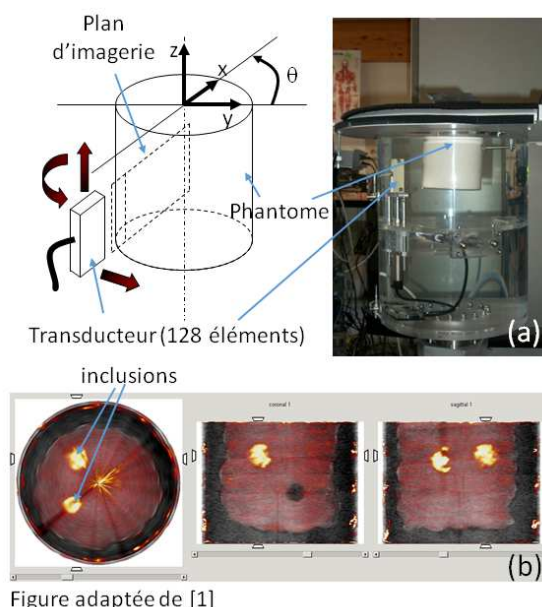 Plan
d'imagerie
z
x
θ
y
Phantome
Transducteur (128 éléments)
(a)
inclusions
coronal 1
sagittal 1
(b)
Figure adaptée de [1]